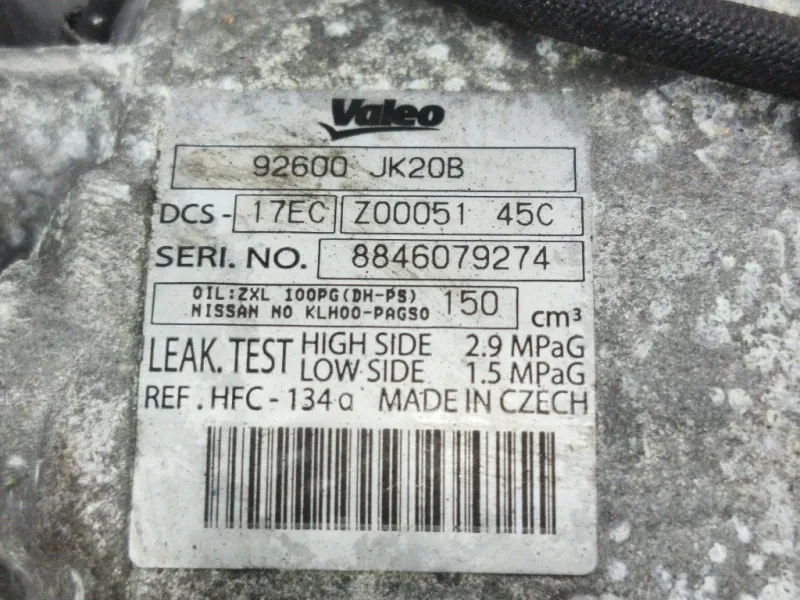 Valeo
92600 JK20B
DCS - 17EC Z00051 45C
SERI. NO. 8846079274
OIL:ZXL 100PG(DH-PS) 150 cm³
NISSAN NO KLH00-PAGS0
LEAK. TEST HIGH SIDE 2.9 MPaG
LOW SIDE 1.5 MPaG
REF . HFC - 134a MADE IN CZECH